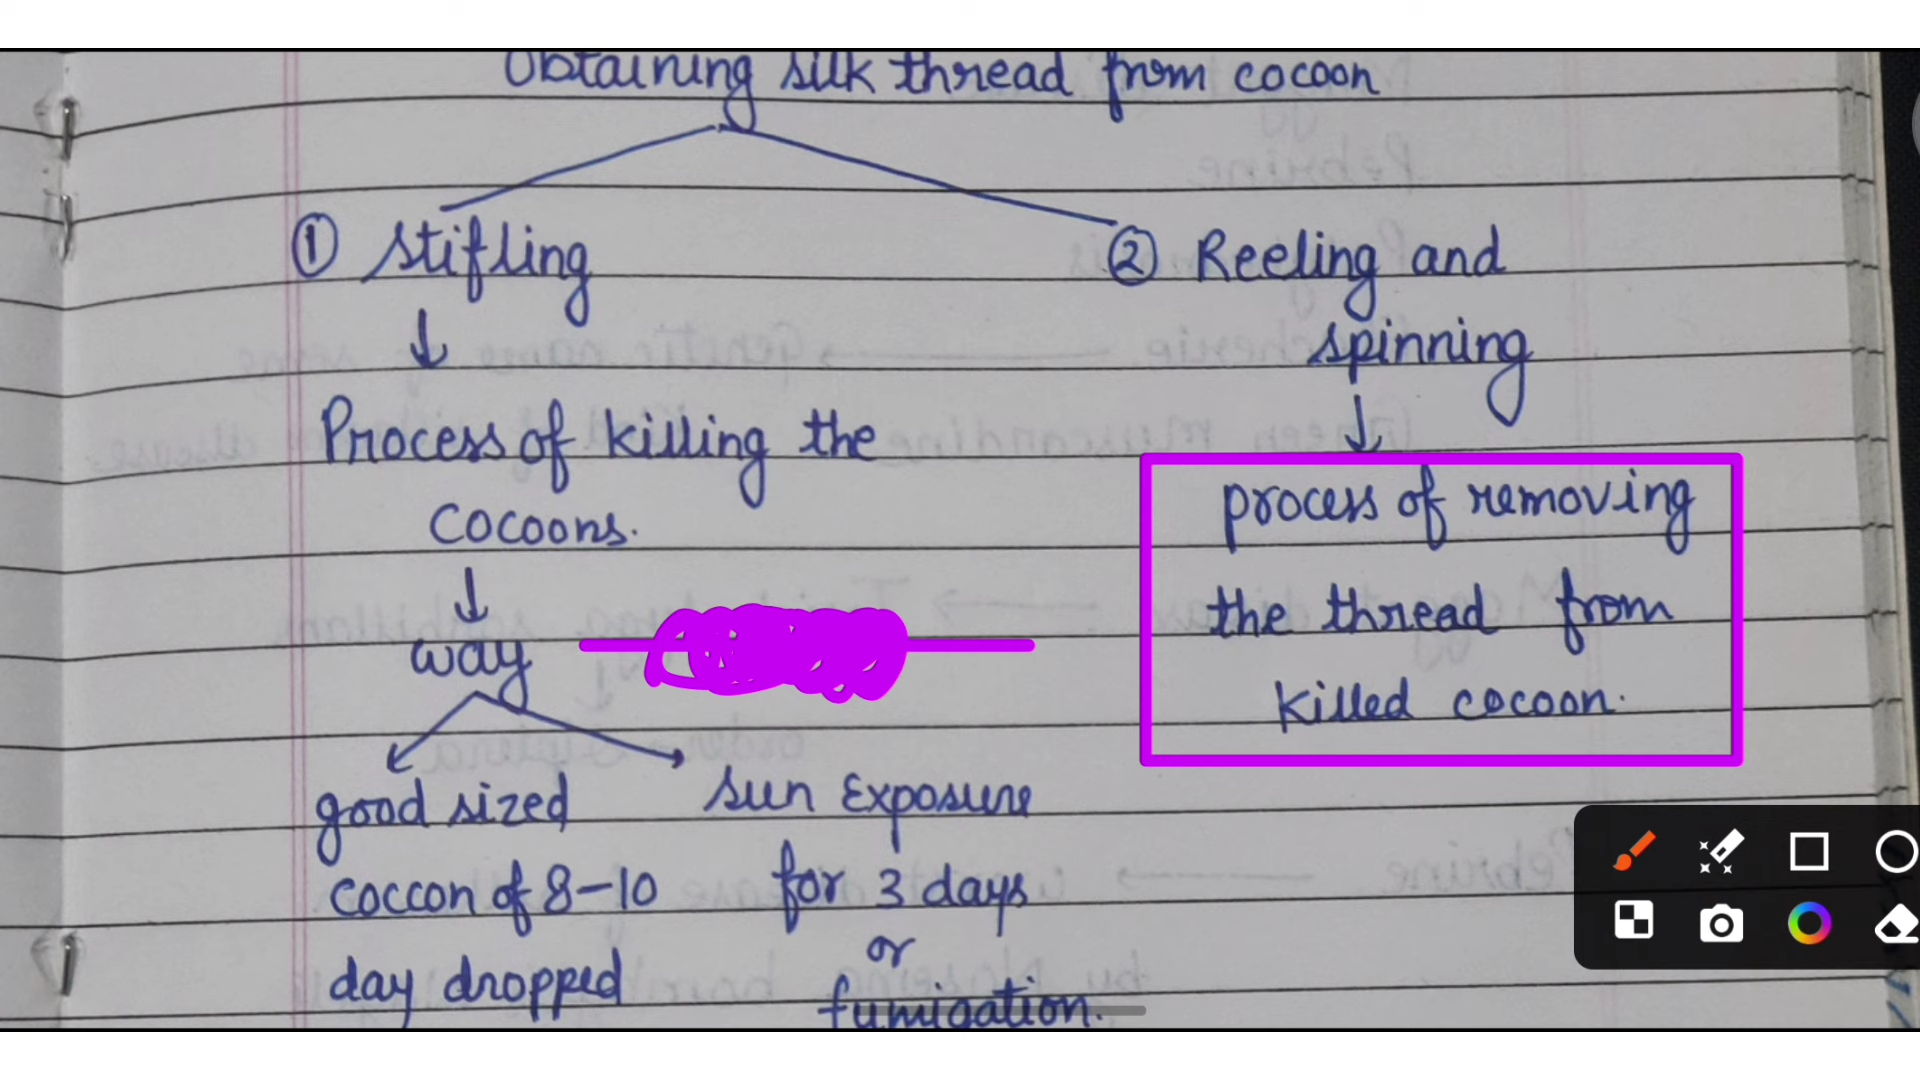 Obtaining silk thread from cocoon
① stifling
② Reeling and
spinning
Process of killing the
cocoons.
process of removing
the thread from
killed cocoon.
way
good sized
coccon of 8-10
day dropped
sun Exposure
for 3 days
or
fumigation.